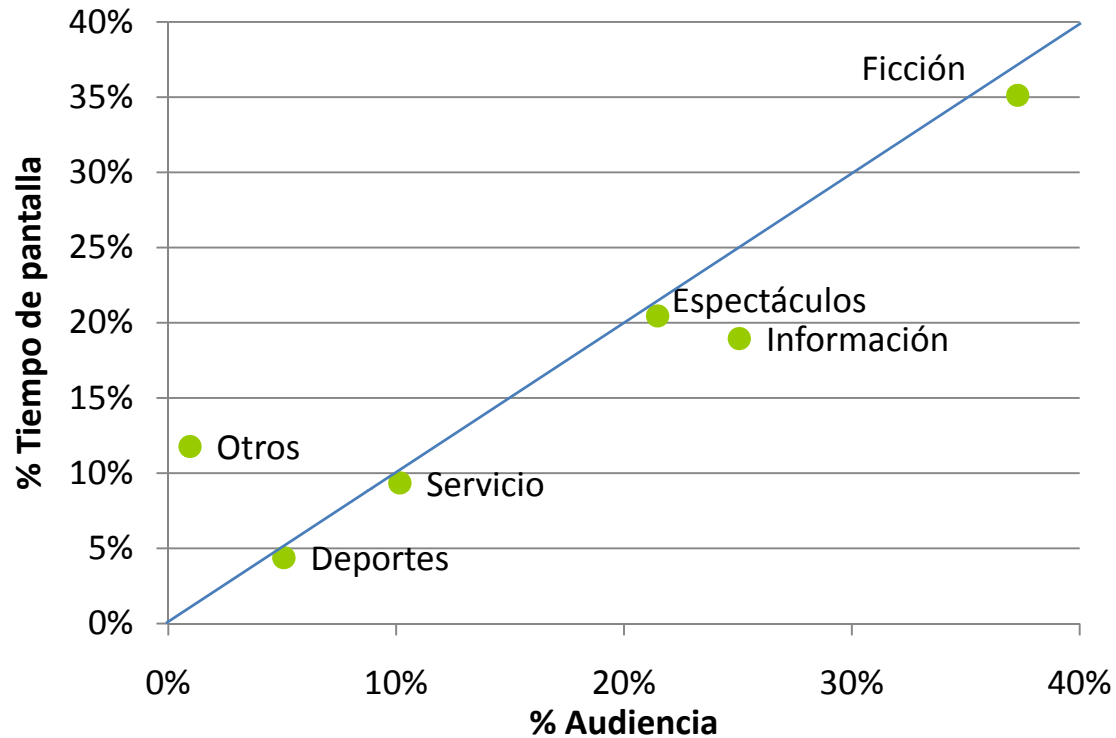 40%
Ficción
35%
30%
25%
Espectáculos
20%
Información
15%
Otros
10%
Servicio
5%
Deportes
0%
0% 10% 20% 30% 40%
% Audiencia
% Tiempo de pantalla